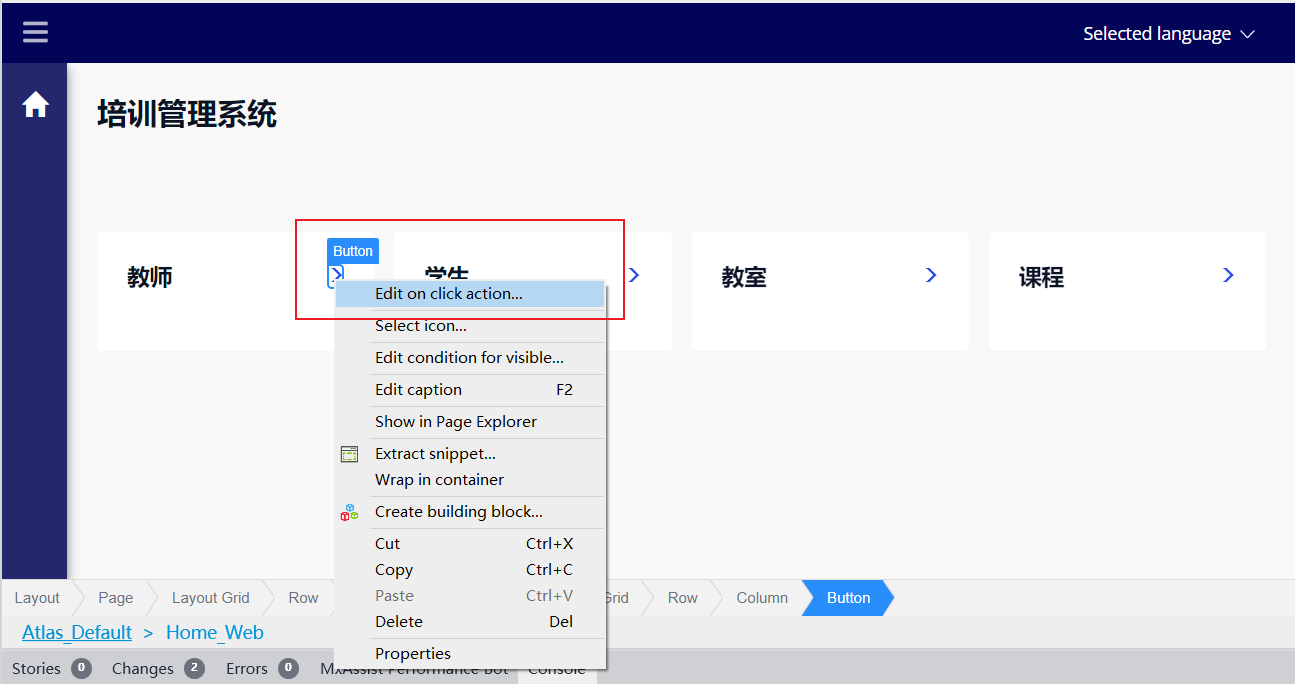 Selected language
培训管理系统
教师
Button
学生
教室
课程
Edit on click action...
Select icon...
Edit condition for visible...
Edit caption F2
Show in Page Explorer
Extract snippet...
Wrap in container
Create building block...
Cut Ctrl+X
Copy Ctrl+C
Paste Ctrl+V
Delete Del
Properties
Layout Page Layout Grid Row Grid Row Column Button
Atlas_Default > Home_Web
Stories 0 Changes 2 Errors 0 MxAssist Performance Bot Console